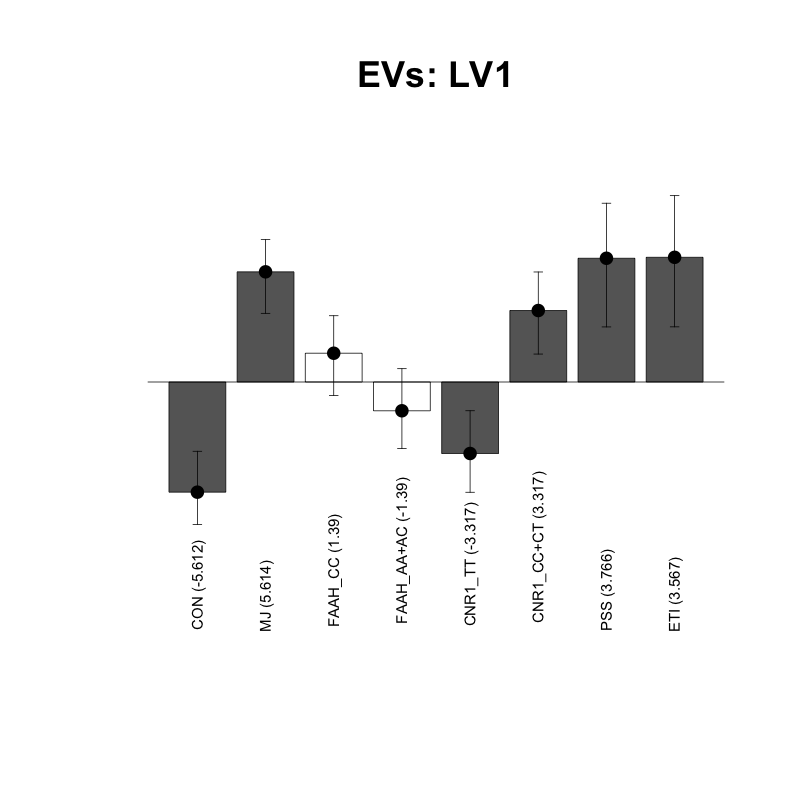 EVs: LV1
CON (-5.612)
MJ (5.614)
FAAH_CC (1.39)
FAAH_AA+AC (-1.39)
CNR1_TT (-3.317)
CNR1_CC+CT (3.317)
PSS (3.766)
ETI (3.567)